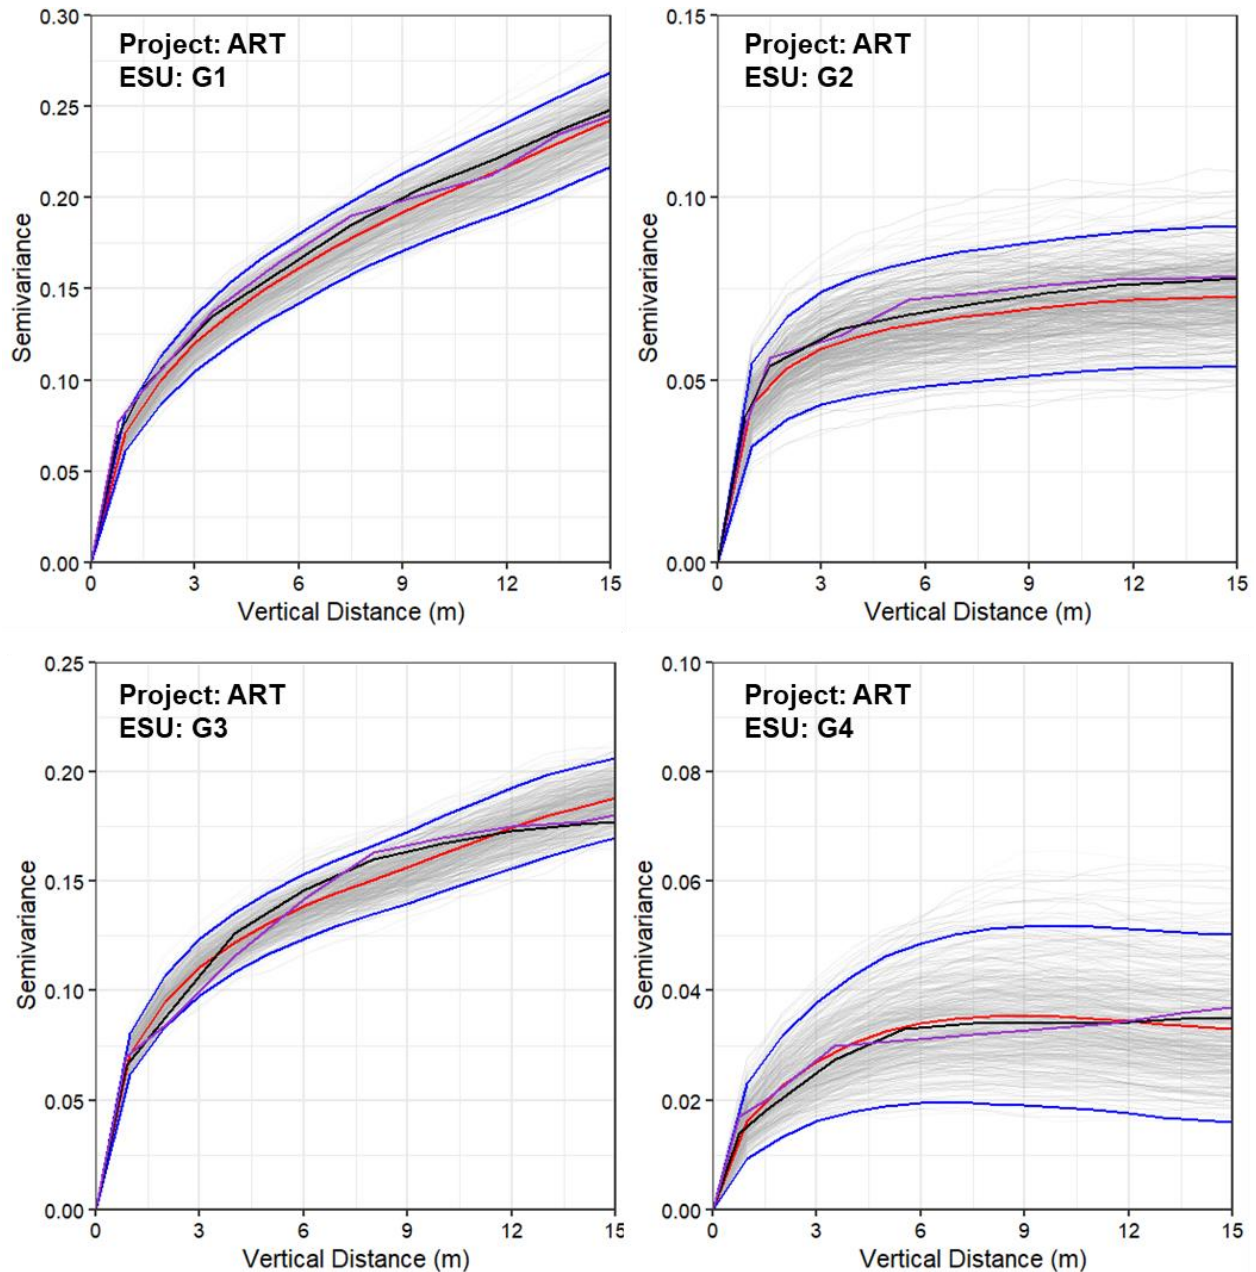 Project: ART
ESU: G1
Semivariance
0.30
0.25
0.20
0.15
0.10
0.05
0.00
0 3 6 9 12 15
Vertical Distance (m)
Project: ART
ESU: G2
Semivariance
0.15
0.10
0.05
0.00
0 3 6 9 12 15
Vertical Distance (m)
Project: ART
ESU: G3
Semivariance
0.25
0.20
0.15
0.10
0.05
0.00
0 3 6 9 12 15
Vertical Distance (m)
Project: ART
ESU: G4
Semivariance
0.10
0.08
0.06
0.04
0.02
0.00
0 3 6 9 12 15
Vertical Distance (m)